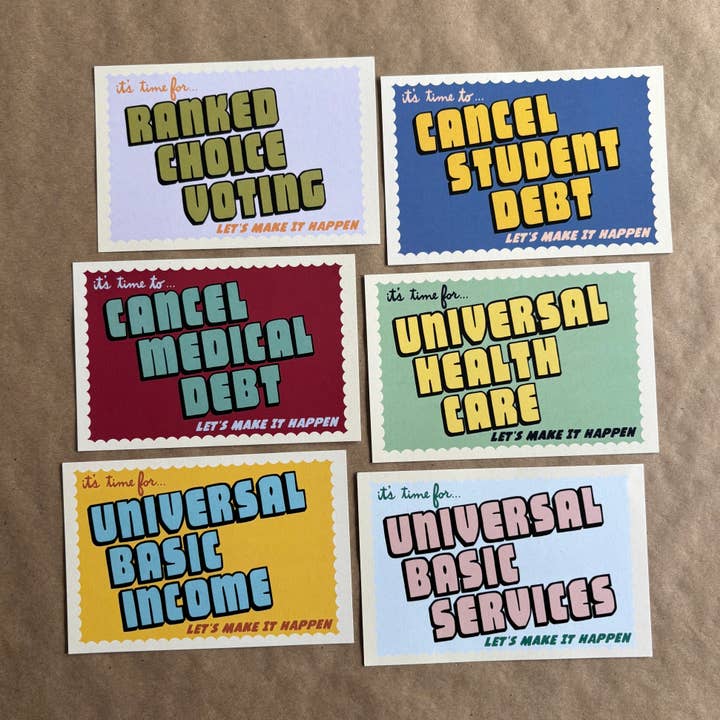 it's time for...
RANKED
CHOICE
VOTING
LET'S MAKE IT HAPPEN
it's time to...
CANCEL
STUDENT
DEBT
LET'S MAKE IT HAPPEN
it's time to...
CANCEL
MEDICAL
DEBT
LET'S MAKE IT HAPPEN
it's time for...
UNIVERSAL
HEALTH
CARE
LET'S MAKE IT HAPPEN
it's time for...
UNIVERSAL
BASIC
INCOME
LET'S MAKE IT HAPPEN
it's time for...
UNIVERSAL
BASIC
SERVICES
LET'S MAKE IT HAPPEN